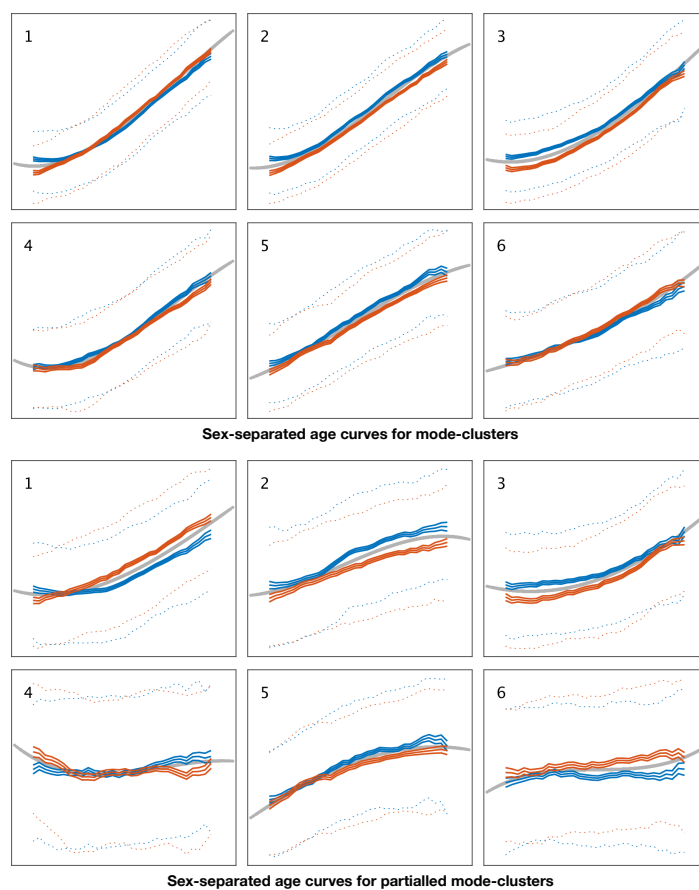 1 2 3
4 5 6
Sex-separated age curves for mode-clusters
1 2 3
4 5 6
Sex-separated age curves for partialled mode-clusters